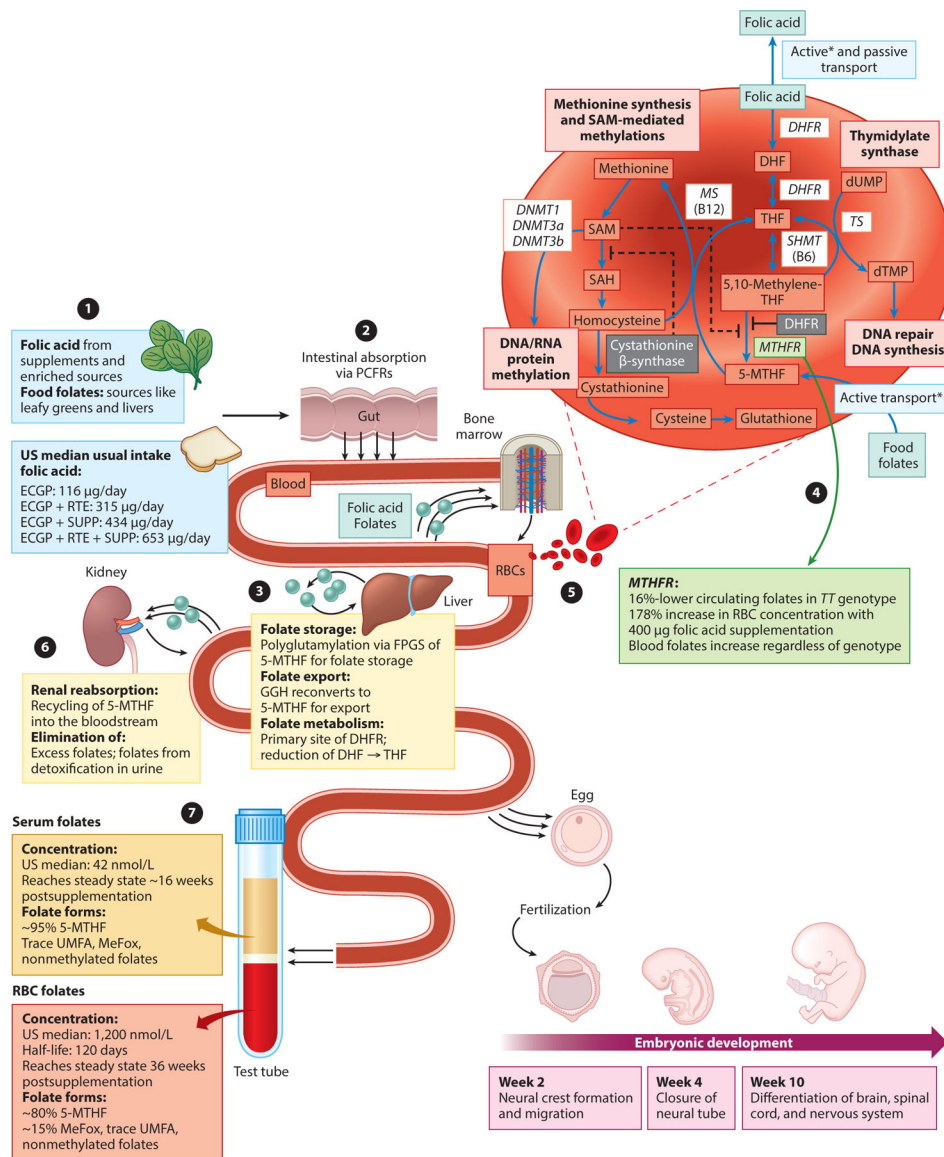 Folic acid
Active* and passive
transport
Folic acid
Methionine synthesis
and SAM-mediated
methylations
DHFR
Thymidylate
synthase
DHF
Methionine
MS
(B12)
DHFR
dUMP
DNMT1
DNMT3a
DNMT3b
SAM
THF
TS
SHMT
(B6)
SAH
dTMP
5,10-Methylene-
THF
Homocysteine
DHFR
DNA/RNA
protein
methylation
Cystathionine
β-synthase
MTHFR
DNA repair
DNA synthesis
5-MTHF
Cystathionine
Active transport*
Cysteine
Glutathione
Food
folates
1
Folic acid from
supplements and
enriched sources
Food folates: sources like
leafy greens and livers
US median usual intake
folic acid:
ECGP: 116 µg/day
ECGP + RTE: 315 µg/day
ECGP + SUPP: 434 µg/day
ECGP + RTE + SUPP: 653 µg/day
2
Intestinal absorption
via PCFRs
Gut
Bone
marrow
Blood
Folic acid
Folates
RBCs
5
4
MTHFR:
16%-lower circulating folates in TT genotype
178% increase in RBC concentration with
400 µg folic acid supplementation
Blood folates increase regardless of genotype
Kidney
3
Liver
Folate storage:
Polyglutamylation via FPGS of
5-MTHF for folate storage
Folate export:
GGH reconverts to
5-MTHF for export
Folate metabolism:
Primary site of DHFR;
reduction of DHF → THF
6
Renal reabsorption:
Recycling of 5-MTHF
into the bloodstream
Elimination of:
Excess folates; folates from
detoxification in urine
7
Serum folates
Concentration:
US median: 42 nmol/L
Reaches steady state ~16 weeks
postsupplementation
Folate forms:
~95% 5-MTHF
Trace UMFA, MeFox,
nonmethylated folates
RBC folates
Concentration:
US median: 1,200 nmol/L
Half-life: 120 days
Reaches steady state 36 weeks
postsupplementation
Folate forms:
~80% 5-MTHF
~15% MeFox, trace UMFA,
nonmethylated folates
Test tube
Egg
Fertilization
Embryonic development
Week 2
Neural crest formation
and migration
Week 4
Closure of
neural tube
Week 10
Differentiation of brain, spinal
cord, and nervous system